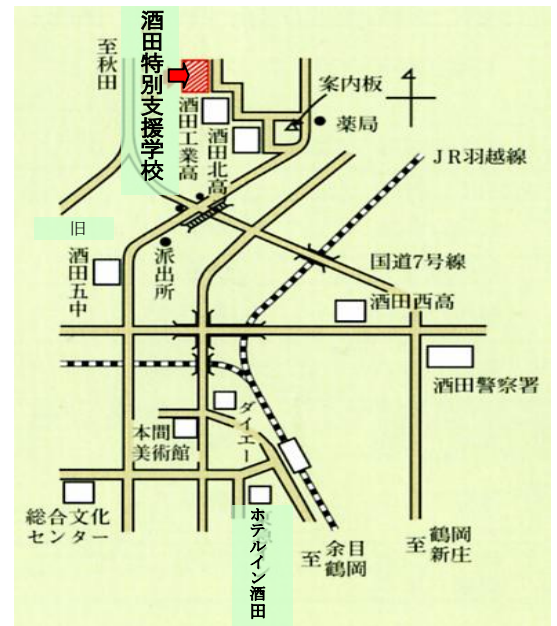 酒田特別支援学校
至秋田
酒田工業高
酒田北高
案内板
薬局
JR羽越線
旧
酒田五中
派出所
国道7号線
酒田西高
酒田警察署
ダイエー
本間
美術館
総合文化
センター
ホテルイン酒田
至 余目
鶴岡
至 鶴岡
新庄